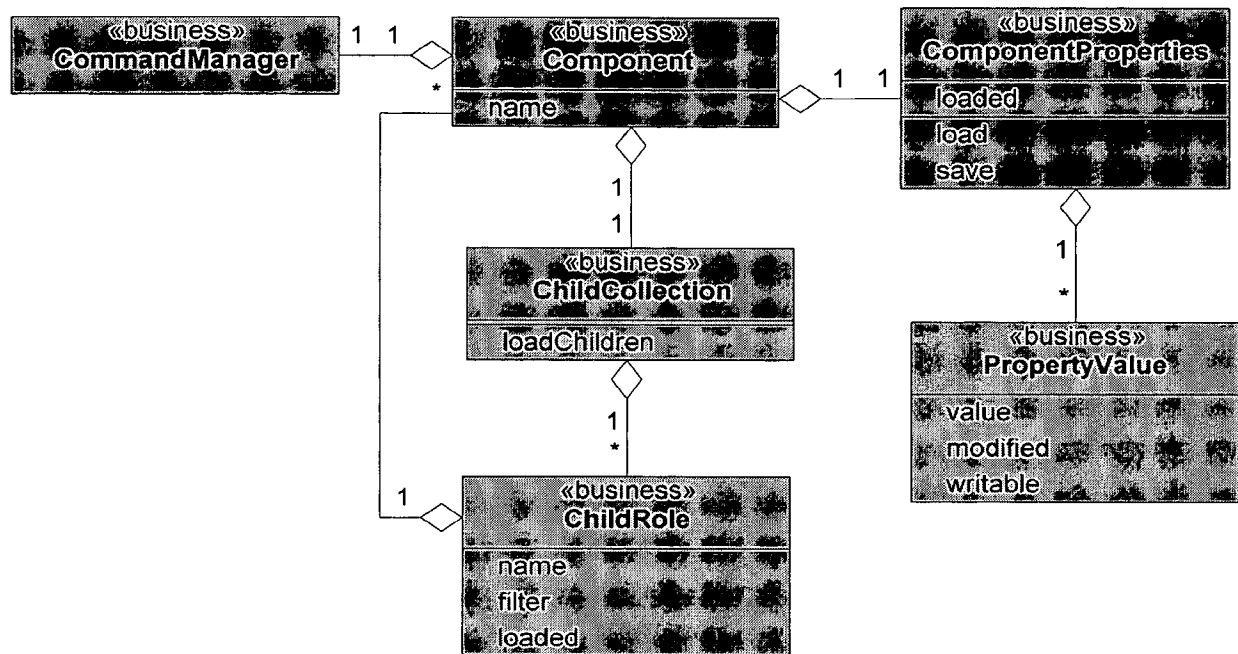 «business»
CommandManager
1 1
«business»
Component
*
name
1 1
«business»
ComponentProperties
loaded
load
save
1
1
«business»
ChildCollection
loadChildren
1
*
«business»
PropertyValue
value
modified
writable
1
*
1
«business»
ChildRole
name
filter
loaded